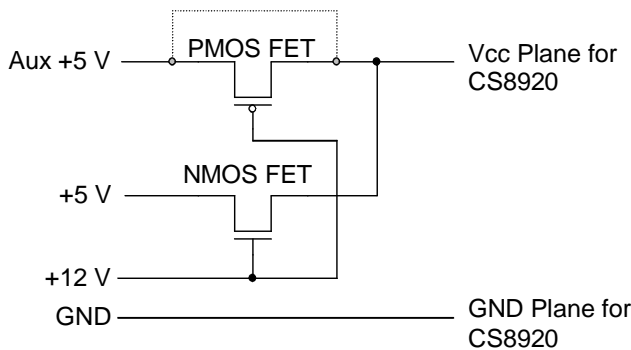 PMOS FET
Aux +5 V
Vcc Plane for
CS8920
NMOS FET
+5 V
+12 V
GND
GND Plane for
CS8920